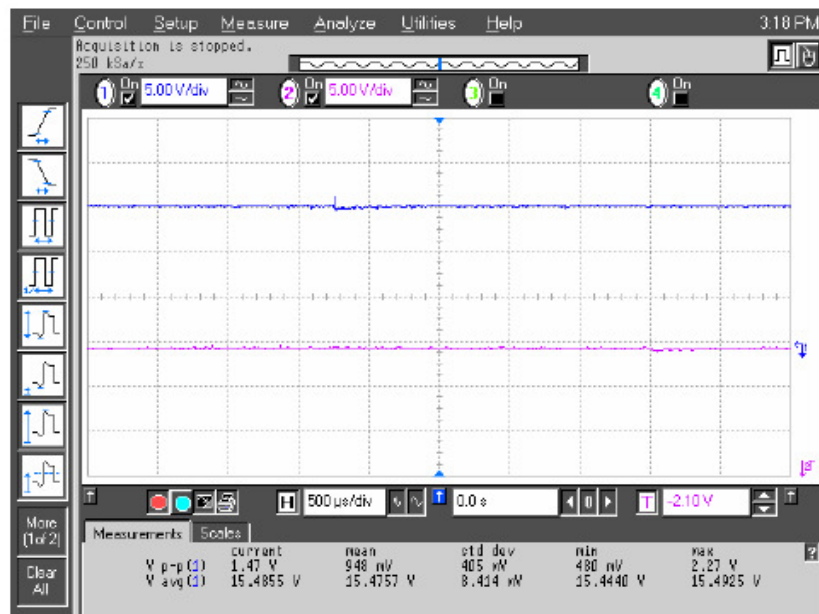 File Control Setup Measure Analyze Utilities Help 3:18 PM
Acquisition is stopped.
250 kSa/s
1 On 5.00 V/div 2 On 5.00 V/div 3 On 4 On
H 500 µs/div 0.0 s 0 T -2.10 V
More
(1of 2)
Clear
All
Measurements Scales
current mean std dev min max ?
V p-p(1) 1.47 V 948 mV 405 mV 480 mV 2.27 V
V avg(1) 15.4855 V 15.4757 V 8.414 mV 15.4440 V 15.4925 V